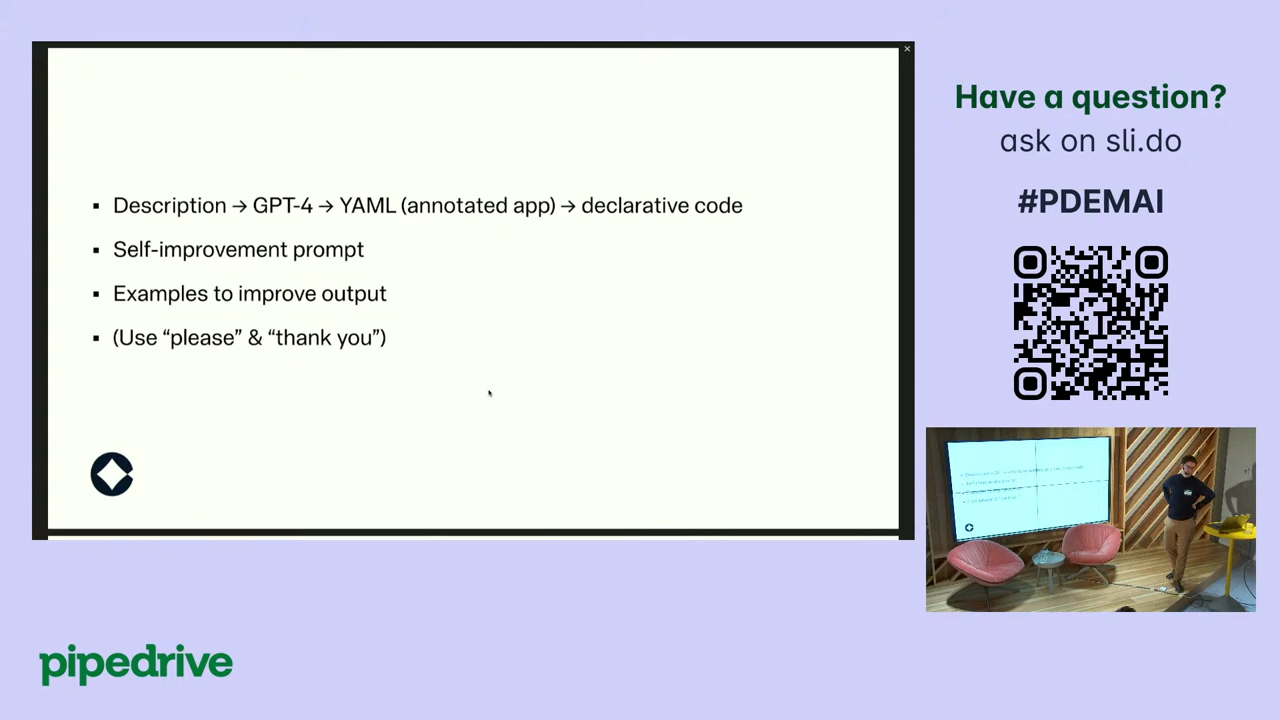 ▪ Description → GPT-4 → YAML (annotated app) → declarative code
▪ Self-improvement prompt
▪ Examples to improve output
▪ (Use “please” & “thank you”)
Have a question?
ask on sli.do
#PDEMAI
pipedrive